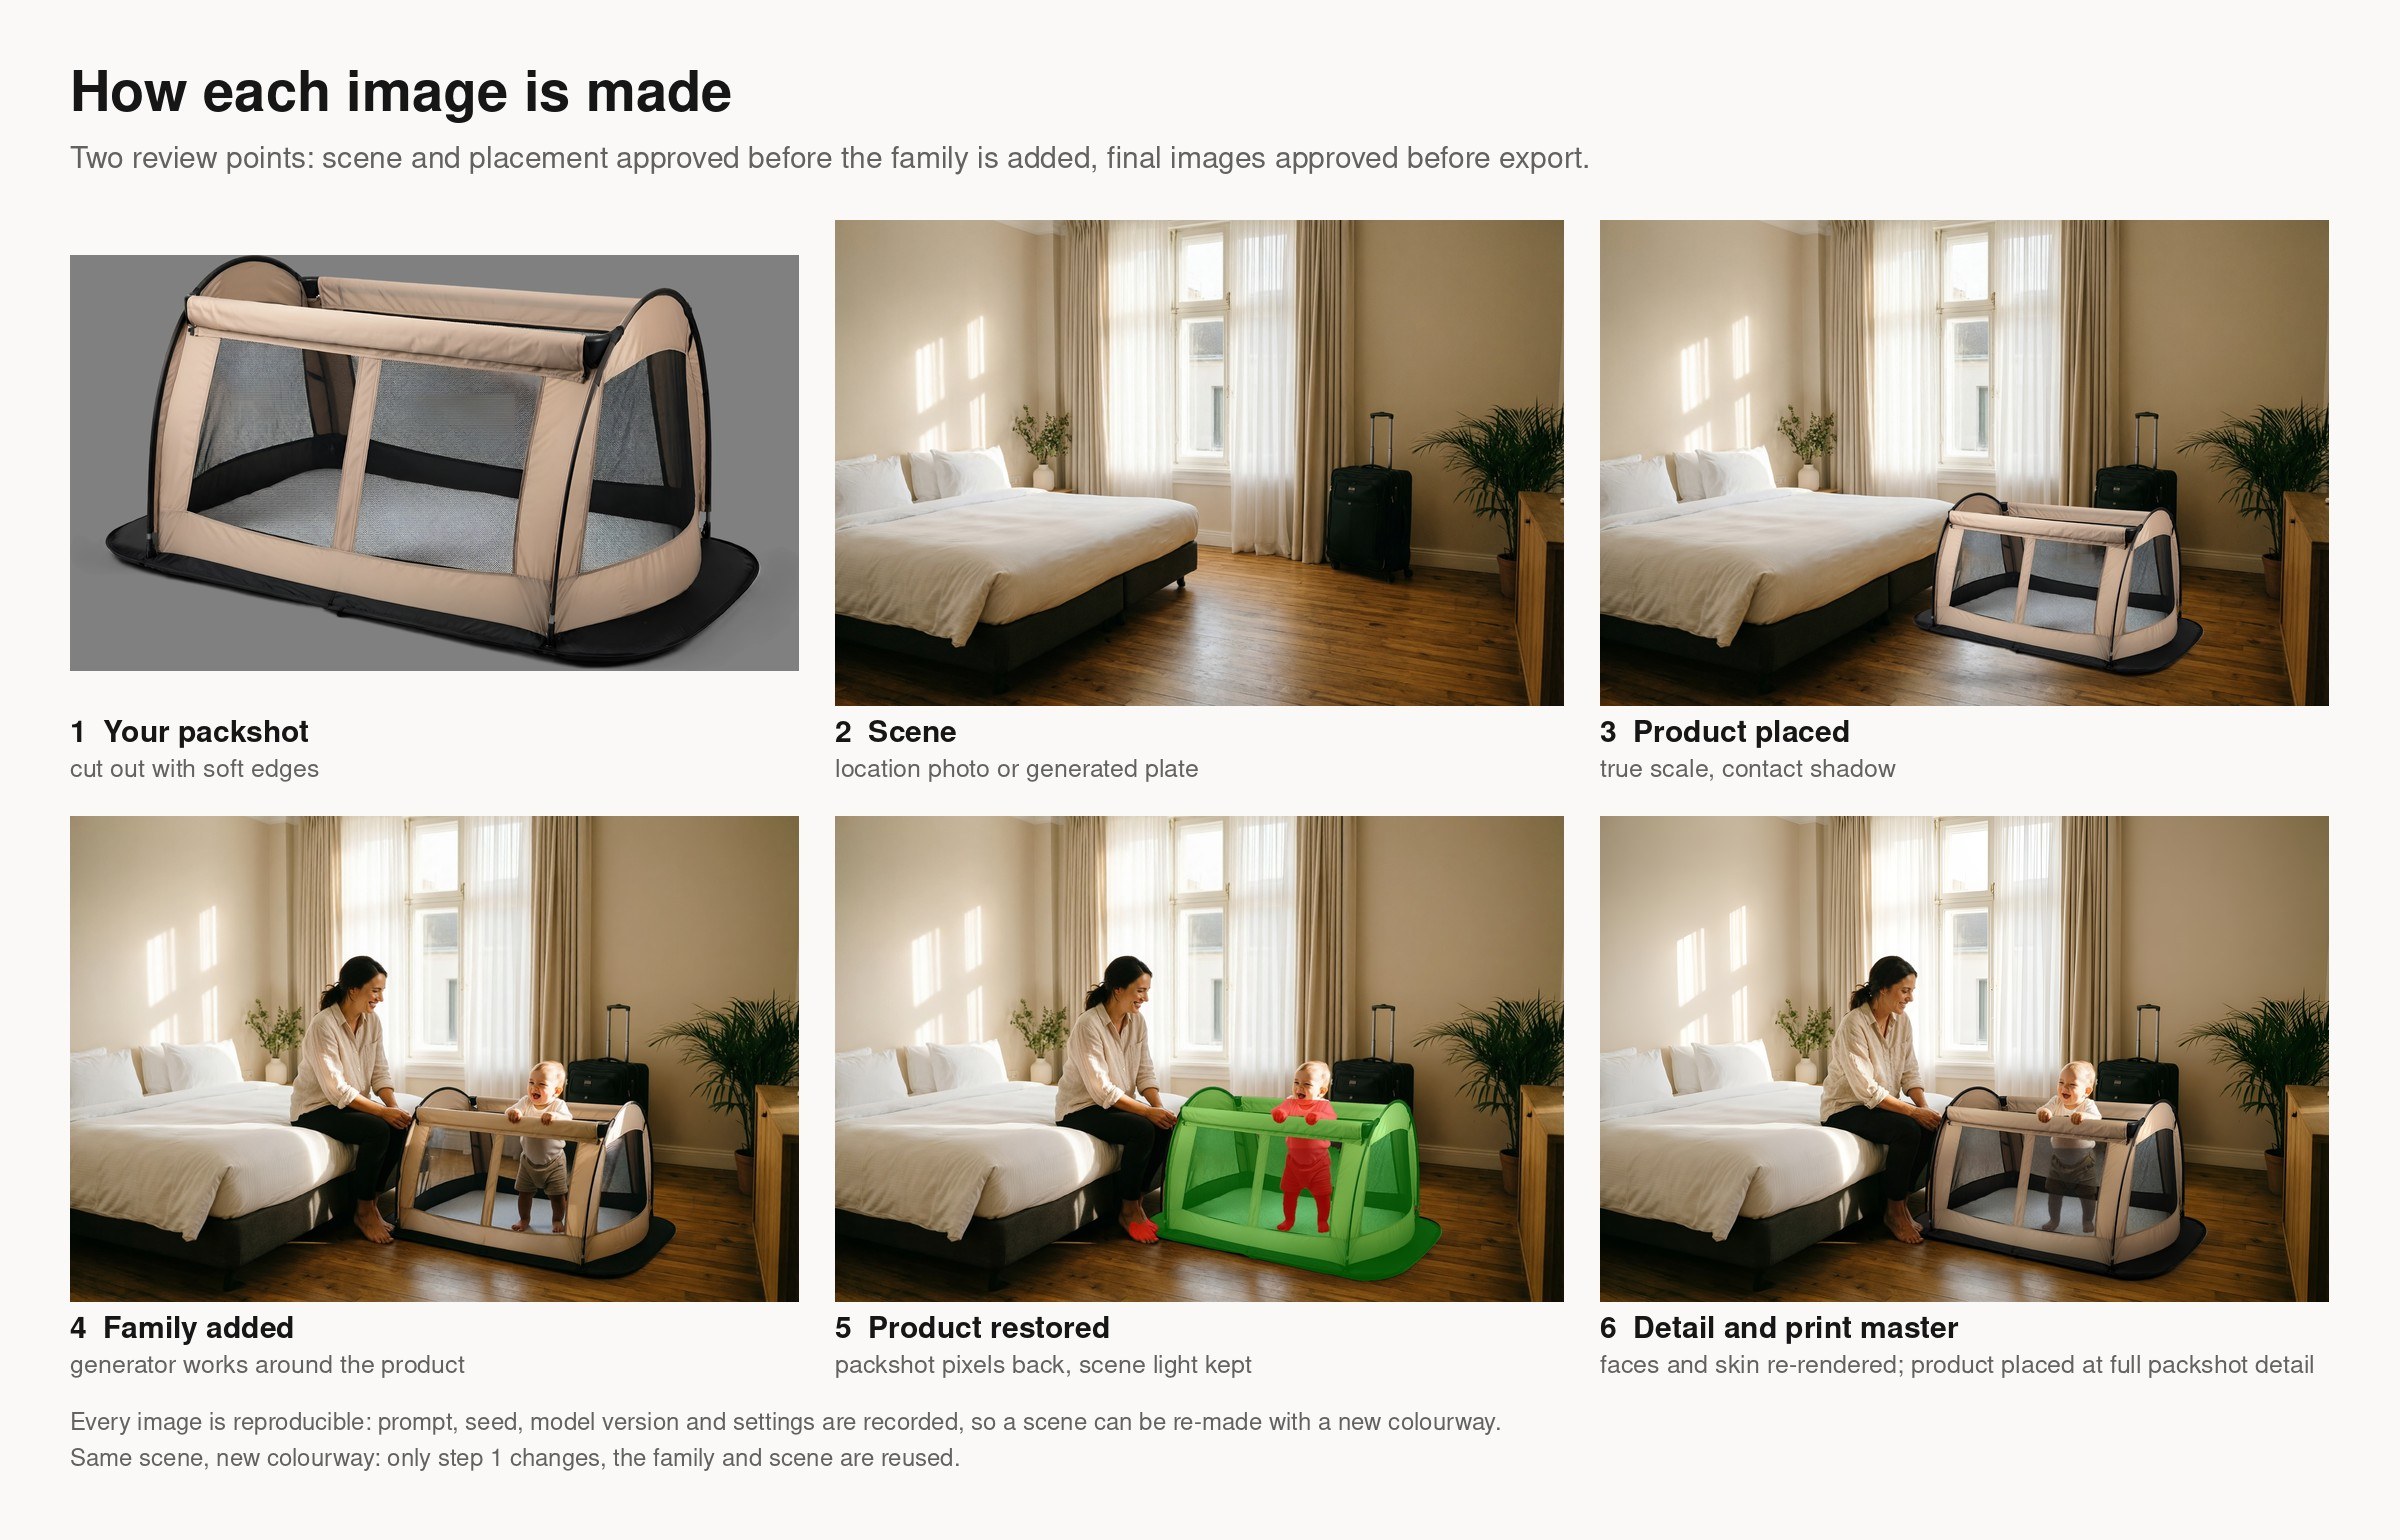 How each image is made
Two review points: scene and placement approved before the family is added, final images approved before export.
1 Your packshot
cut out with soft edges
2 Scene
location photo or generated plate
3 Product placed
true scale, contact shadow
4 Family added
generator works around the product
5 Product restored
packshot pixels back, scene light kept
6 Detail and print master
faces and skin re-rendered; product placed at full packshot detail
Every image is reproducible: prompt, seed, model version and settings are recorded, so a scene can be re-made with a new colourway.
Same scene, new colourway: only step 1 changes, the family and scene are reused.